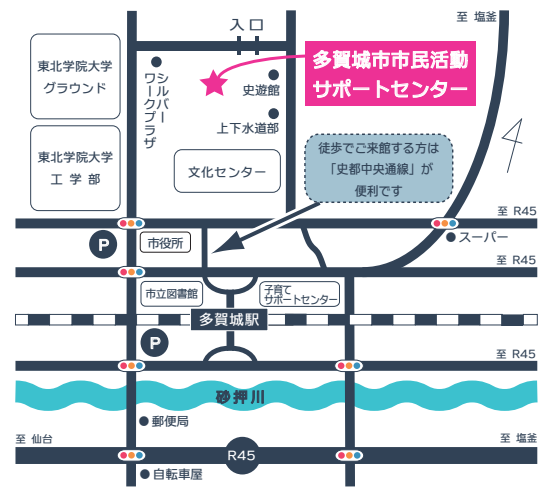 至 塩釜
入口
多賀城市市民活動
サポートセンター
東北学院大学
グラウンド
シルバー
ワークプラザ
史遊館
上下水道部
東北学院大学
工 学 部
文化センター
徒歩でご来館する方は
「史都中央通線」が
便利です
至 R45
P
市役所
スーパー
至 R45
市立図書館
子育て
サポートセンター
多賀城駅
P
至 R45
砂押川
郵便局
至 仙台
R45
至 塩釜
自転車屋